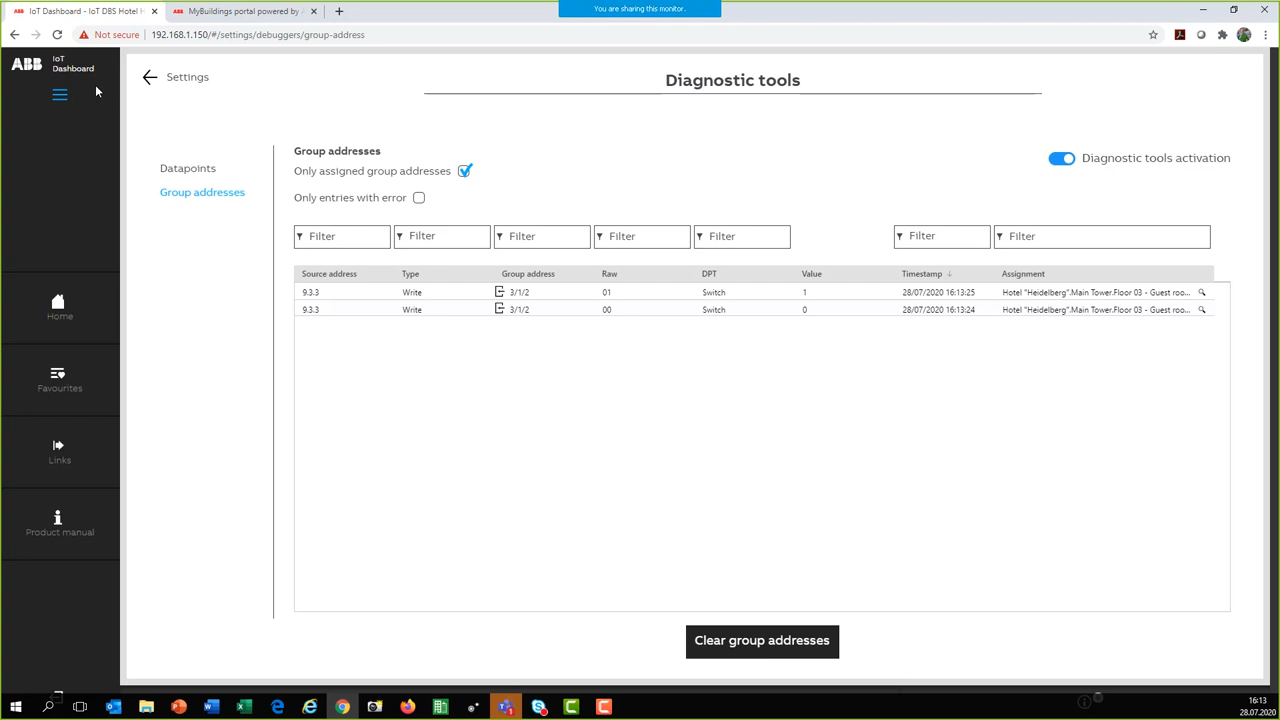 You are sharing this monitor.
IoT Dashboard - IoT DBS Hotel H
MyBuildings portal powered by A
Not secure
192.168.1.150/#/settings/debuggers/group-address
ABB
IoT
Dashboard
Settings
Diagnostic tools
Datapoints
Group addresses
Group addresses
Only assigned group addresses
Only entries with error
Diagnostic tools activation
Filter Filter Filter Filter Filter Filter Filter
Source address Type Group address Raw DPT Value Timestamp Assignment
9.3.3 Write 3/1/2 01 Switch 1 28/07/2020 16:13:25 Hotel "Heidelberg".Main Tower.Floor 03 - Guest roo...
9.3.3 Write 3/1/2 00 Switch 0 28/07/2020 16:13:24 Hotel "Heidelberg".Main Tower.Floor 03 - Guest roo...
Home
Favourites
Links
Product manual
Clear group addresses
16:13
28.07.2020